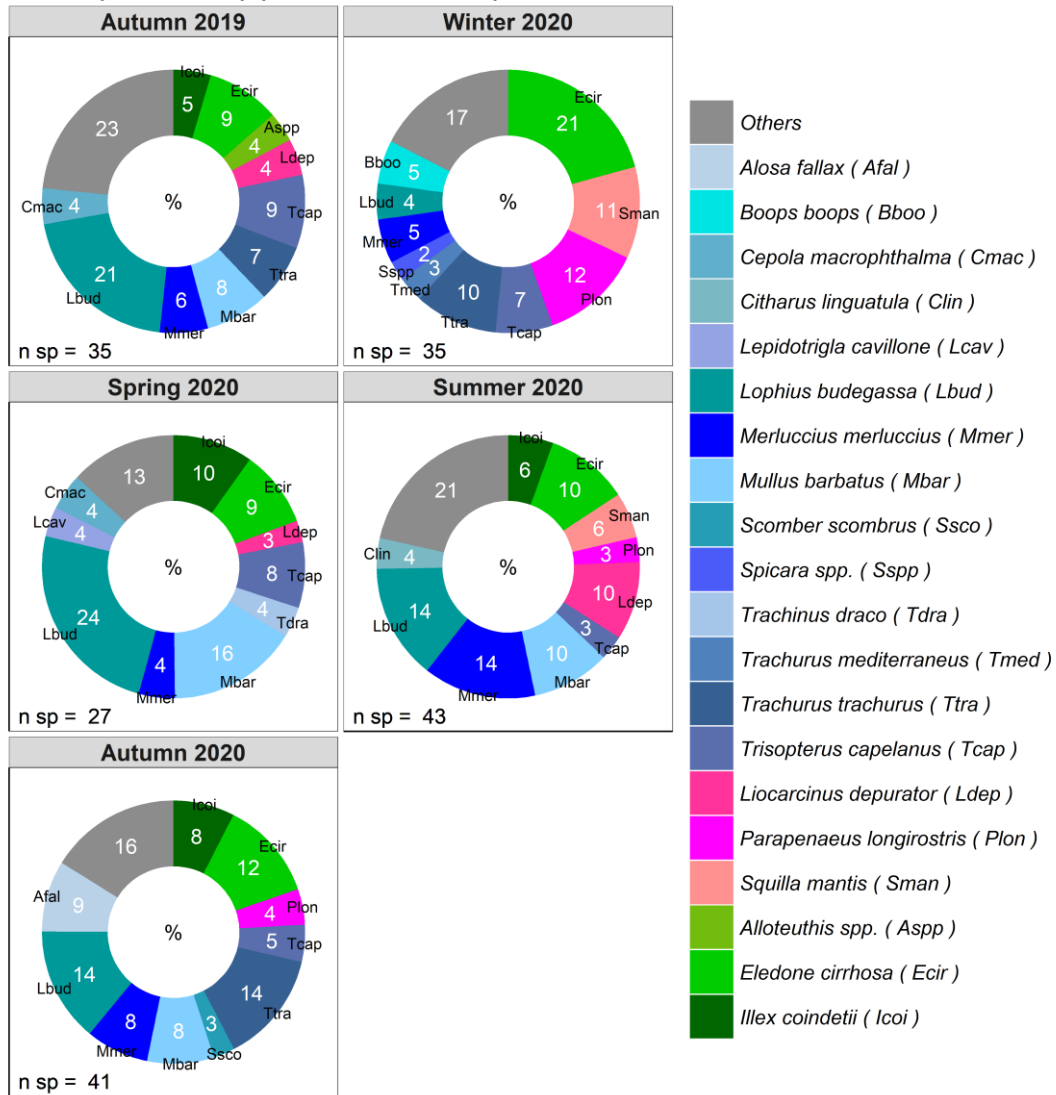 Autumn 2019
Icoi
5
Ecir
9
Aspp
4
Ldep
4
Tcap
9
Ttra
7
Mbar
8
Mmer
6
Lbud
21
Cmac
4
23
%
n sp = 35
Winter 2020
Ecir
21
Sman
11
Plon
12
Tcap
7
Ttra
10
Tmed
3
Sspp
2
Mmer
5
Lbud
4
Bboo
5
17
%
n sp = 35
Spring 2020
Icoi
10
Ecir
9
Ldep
3
Tcap
8
Tdra
4
Mbar
16
Mmer
4
Lbud
24
Lcav
4
Cmac
4
13
%
n sp = 27
Summer 2020
Icoi
6
Ecir
10
Sman
6
Plon
3
Ldep
10
Tcap
3
Mbar
10
Mmer
14
Lbud
14
Clin
4
21
%
n sp = 43
Autumn 2020
Icoi
8
Ecir
12
Plon
4
Tcap
5
Ttra
14
Ssco
3
Mbar
8
Mmer
8
Lbud
14
Afal
9
16
%
n sp = 41
Others
Alosa fallax ( Afal )
Boops boops ( Bboo )
Cepola macrophthalma ( Cmac )
Citharus linguatula ( Clin )
Lepidotrigla cavillone ( Lcav )
Lophius budegassa ( Lbud )
Merluccius merluccius ( Mmer )
Mullus barbatus ( Mbar )
Scomber scombrus ( Ssco )
Spicara spp. ( Sspp )
Trachinus draco ( Tdra )
Trachurus mediterraneus ( Tmed )
Trachurus trachurus ( Ttra )
Trisopterus capelanus ( Tcap )
Liocarcinus depurator ( Ldep )
Parapenaeus longirostris ( Plon )
Squilla mantis ( Sman )
Alloteuthis spp. ( Aspp )
Eledone cirrhosa ( Ecir )
Illex coindetii ( Icoi )